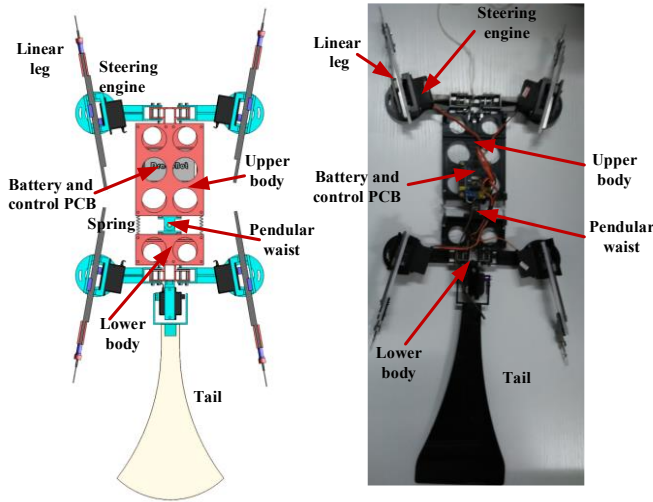 Linear
leg
Steering
engine
Battery and
control PCB
Upper
body
Spring
Pendular
waist
Lower
body
Tail
Steering
engine
Linear
leg
Upper
body
Battery and
control PCB
Pendular
waist
Lower
body
Tail